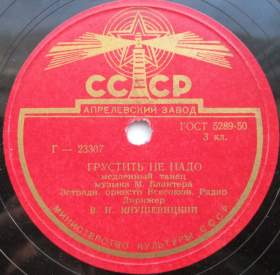 СССР
АПРЕЛЕВСКИЙ ЗАВОД
ГОСТ 5289-50
3 кл.
Г — 23307
ГРУСТИТЬ НЕ НАДО
медленный танец
музыка М. Блантера
Эстрадн оркестр Всесоюзн. Радио
Дирижер
В. Н. КНУШЕВИЦКИЙ
МИНИСТЕРСТВО КУЛЬТУРЫ СССР